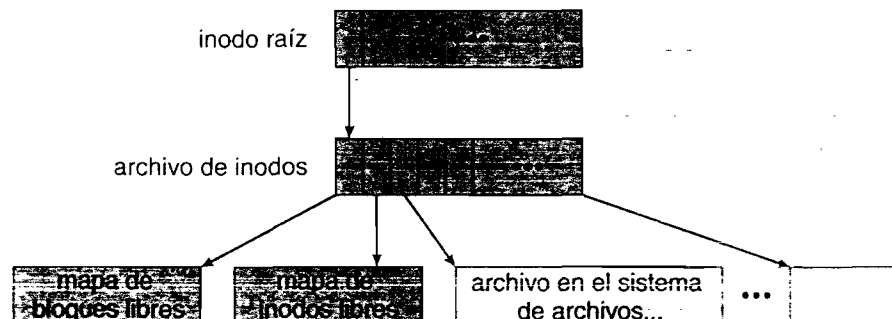 inodo raíz
archivo de inodos
mapa de
bloques libres
mapa de
inodos libres
archivo en el sistema
de archivos...
...